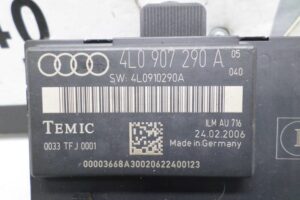 40
4L0 907 290 A 05
040
SW: 4L0910290A
TEMIC
ILM AU 716
24.02.2006
0033 TFJ 0001
Made in Germany
00003668A30020622400123